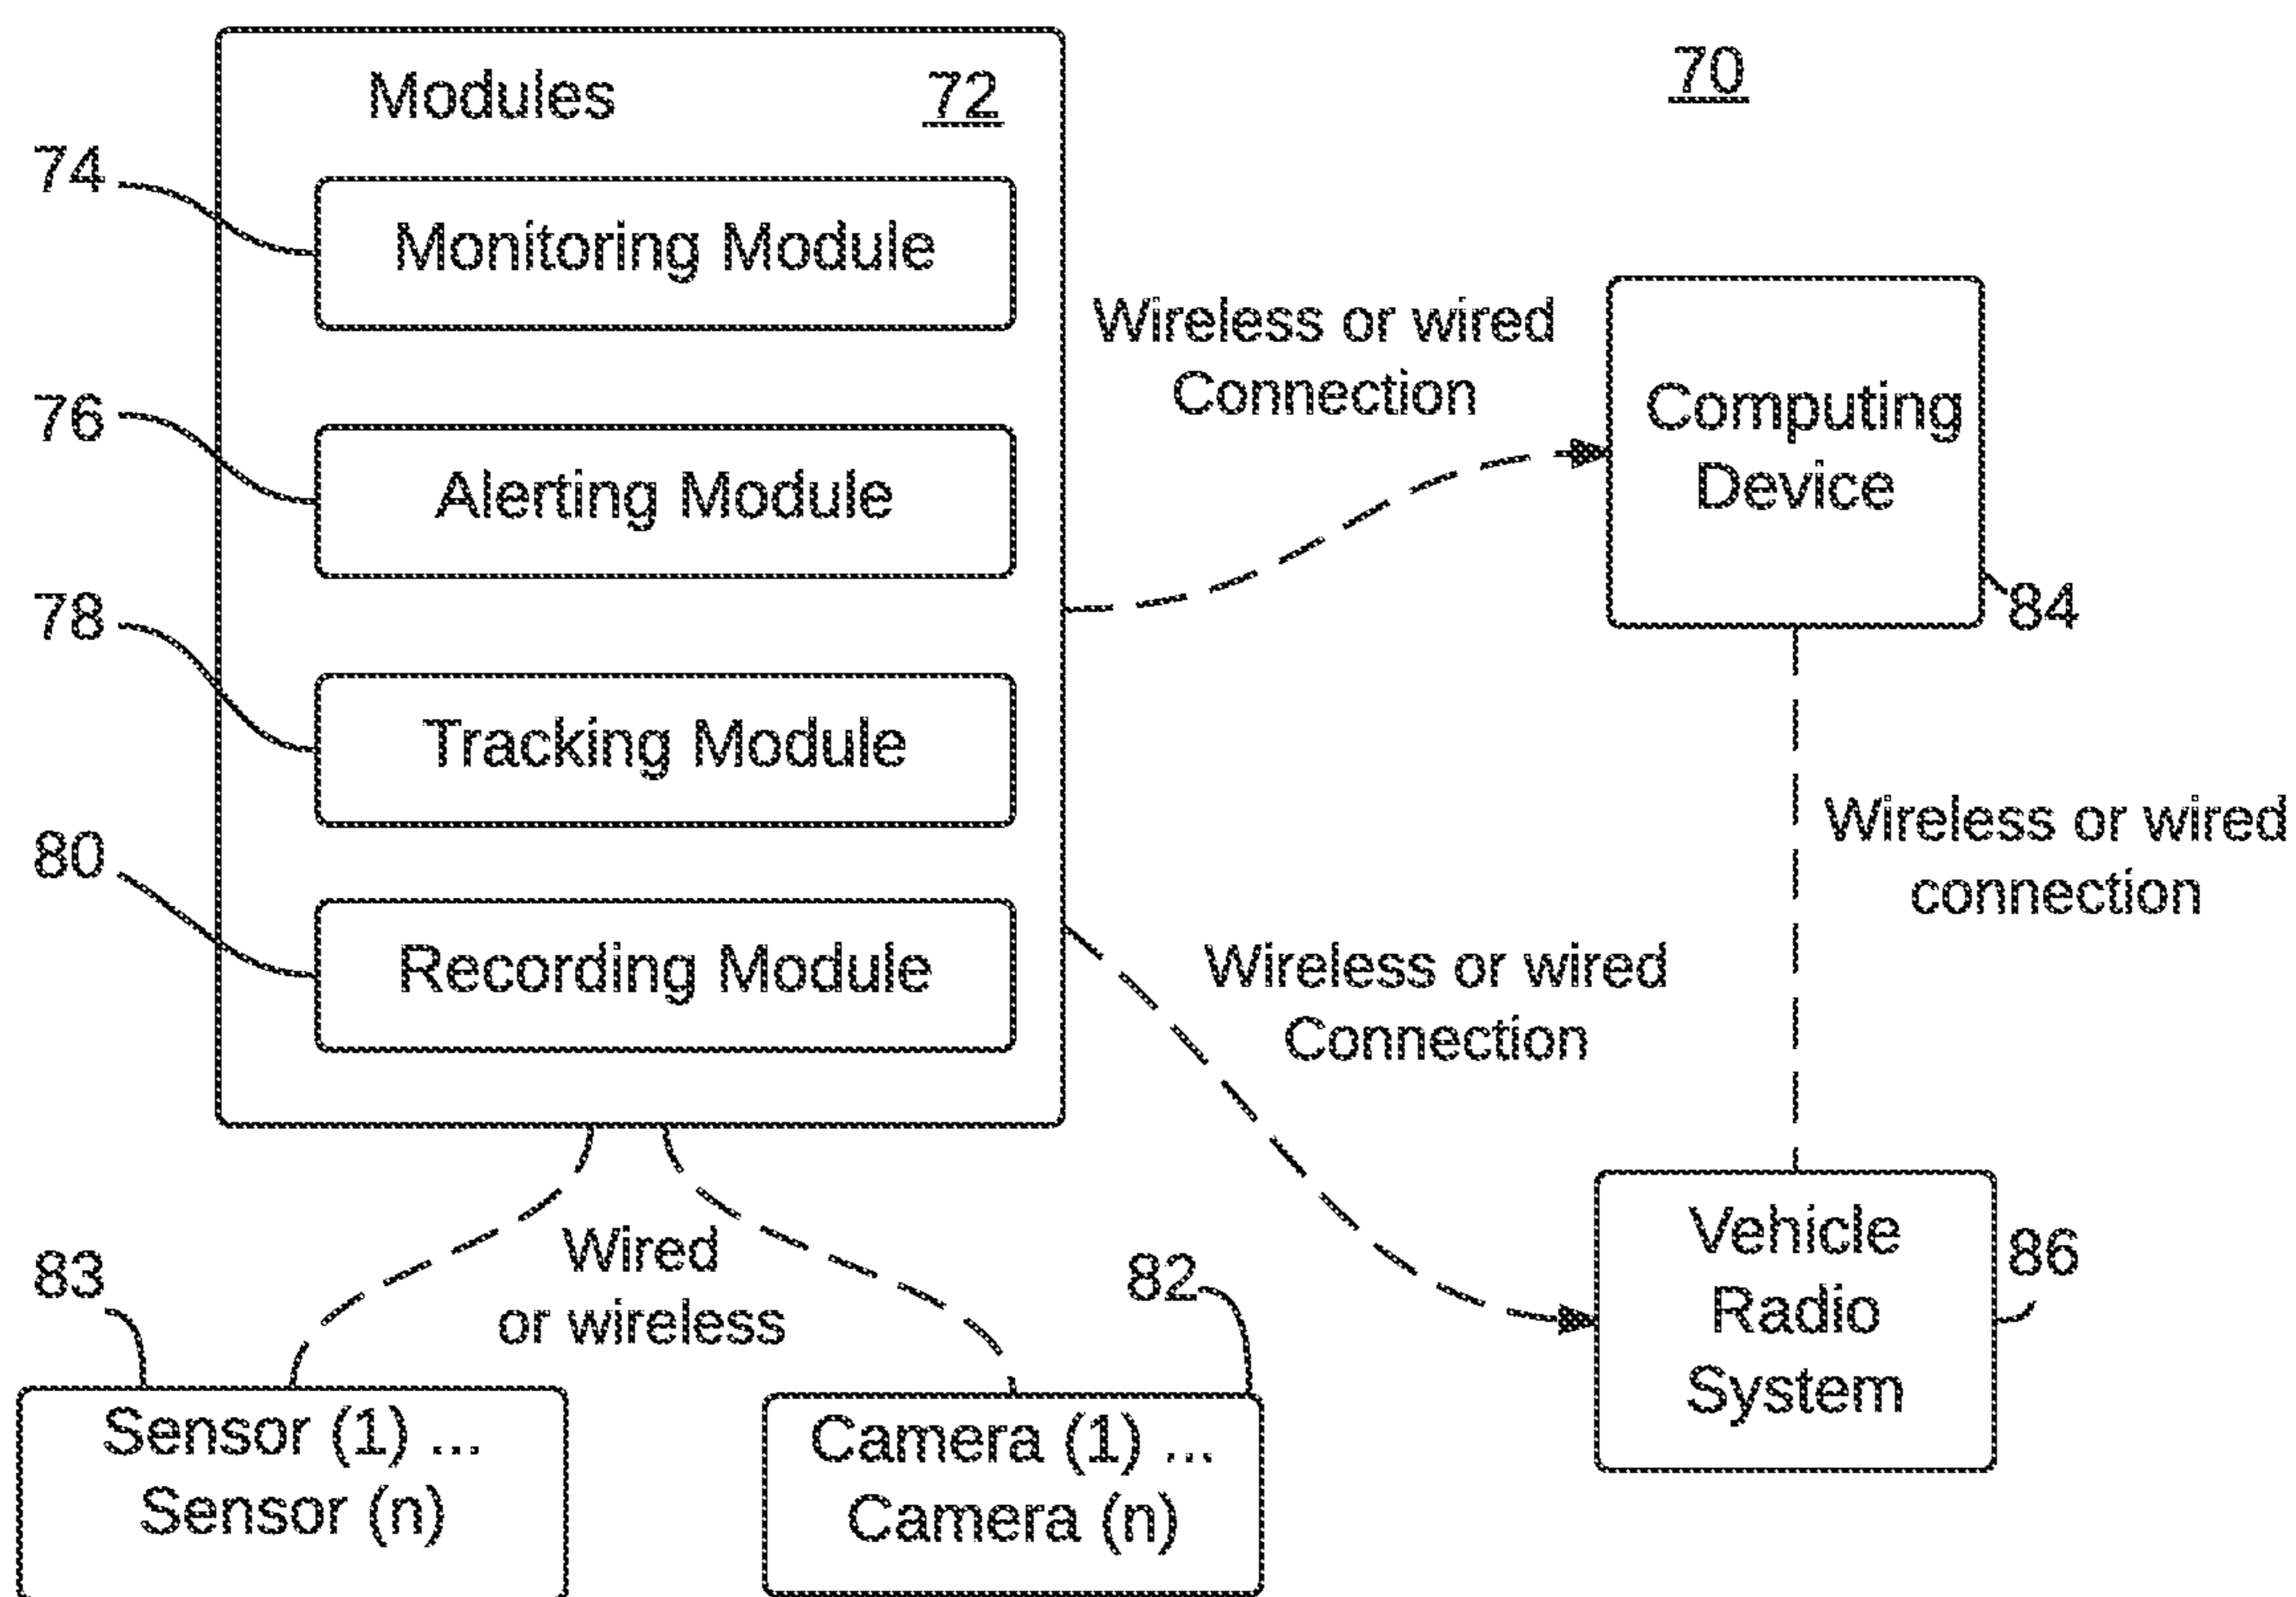 70
Modules 72
74
Monitoring Module
Wireless or wired
Connection
Computing
Device
76
Alerting Module
84
78
Tracking Module
Wireless or wired
connection
80
Recording Module
Wireless or wired
Connection
Vehicle
Radio
System
86
Wired
or wireless
83
82
Sensor (1) ...
Sensor (n)
Camera (1) ...
Camera (n)